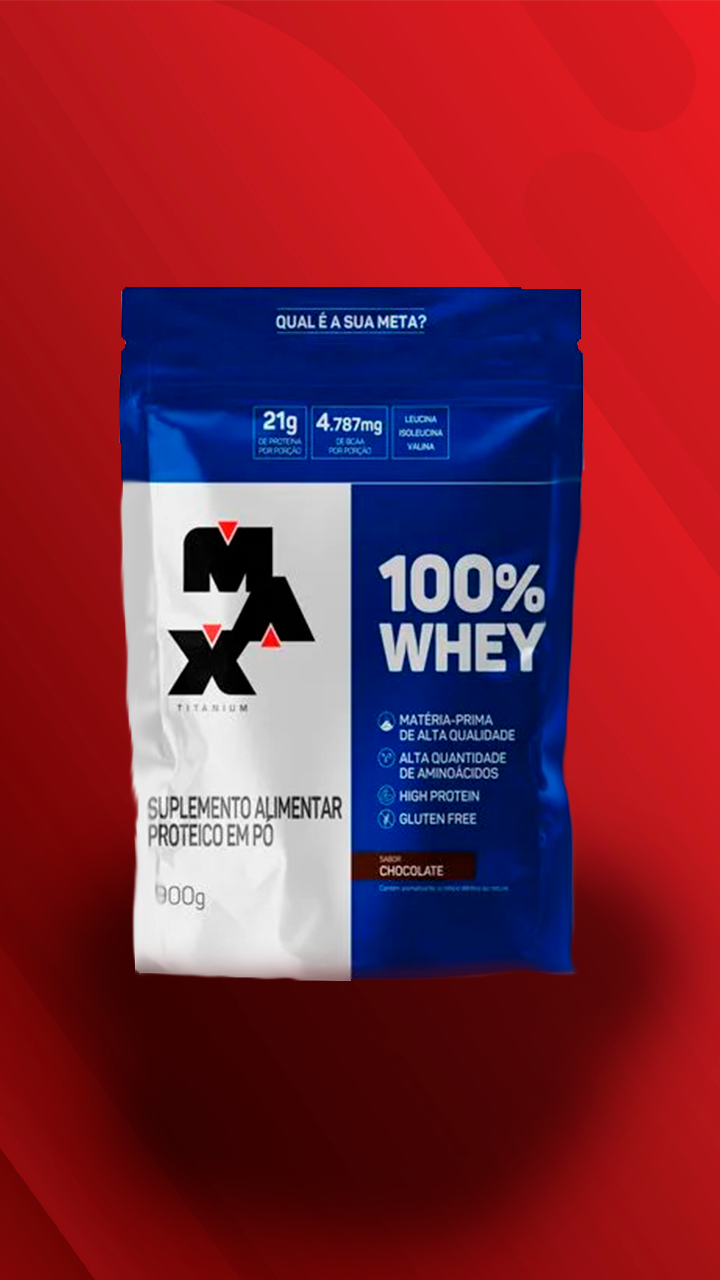 QUAL É A SUA META?
21g
DE PROTEÍNA
POR PORÇÃO
4.787mg
DE BCAA
POR PORÇÃO
LEUCINA
ISOLEUCINA
VALINA
MAX
TITANIUM
100%
WHEY
MATÉRIA-PRIMA
DE ALTA QUALIDADE
ALTA QUANTIDADE
DE AMINOÁCIDOS
HIGH PROTEIN
GLUTEN FREE
SUPLEMENTO ALIMENTAR
PROTEICO EM PÓ
900g
SABOR
CHOCOLATE